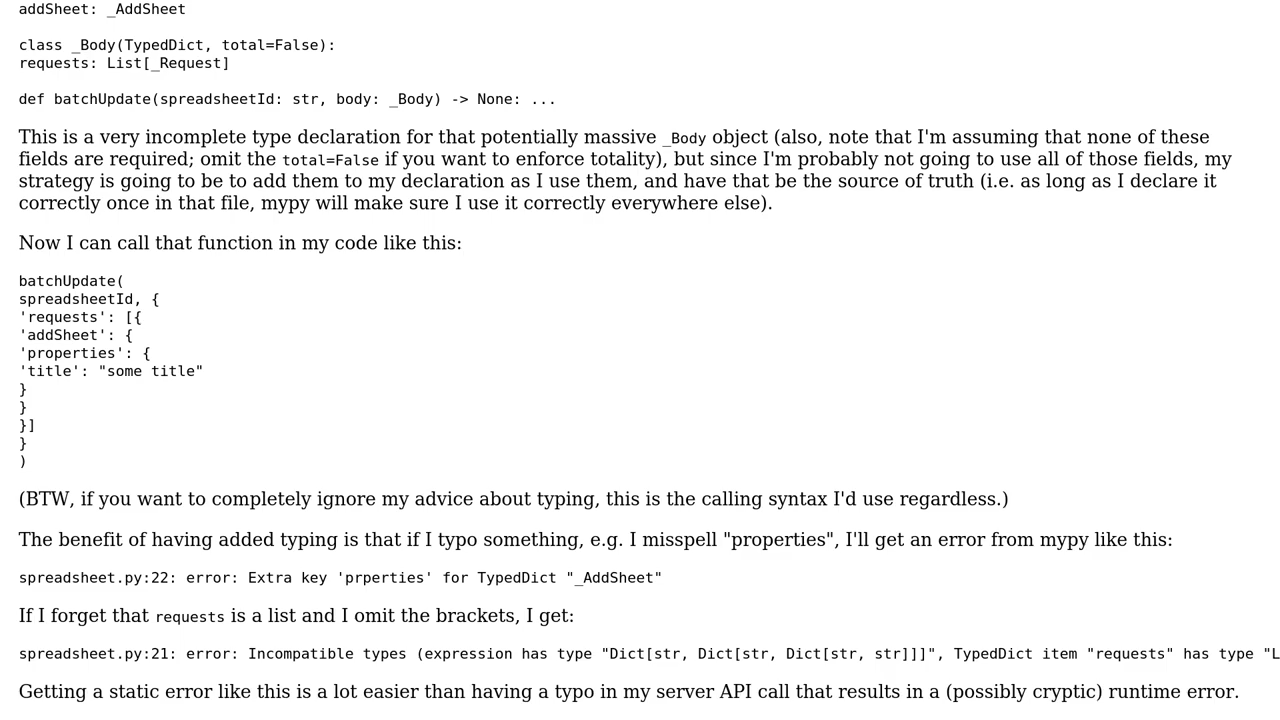 addSheet: _AddSheet
class _Body(TypedDict, total=False):
requests: List[_Request]
def batchUpdate(spreadsheetId: str, body: _Body) -> None: ...
This is a very incomplete type declaration for that potentially massive _Body object (also, note that I'm assuming that none of these
fields are required; omit the total=False if you want to enforce totality), but since I'm probably not going to use all of those fields, my
strategy is going to be to add them to my declaration as I use them, and have that be the source of truth (i.e. as long as I declare it
correctly once in that file, mypy will make sure I use it correctly everywhere else).
Now I can call that function in my code like this:
batchUpdate(
spreadsheetId, {
'requests': [{
'addSheet': {
'properties': {
'title': "some title"
}
}
}]
}
)
(BTW, if you want to completely ignore my advice about typing, this is the calling syntax I'd use regardless.)
The benefit of having added typing is that if I typo something, e.g. I misspell "properties", I'll get an error from mypy like this:
spreadsheet.py:22: error: Extra key 'prperties' for TypedDict "_AddSheet"
If I forget that requests is a list and I omit the brackets, I get:
spreadsheet.py:21: error: Incompatible types (expression has type "Dict[str, Dict[str, Dict[str, str]]]", TypedDict item "requests" has type "L
Getting a static error like this is a lot easier than having a typo in my server API call that results in a (possibly cryptic) runtime error.